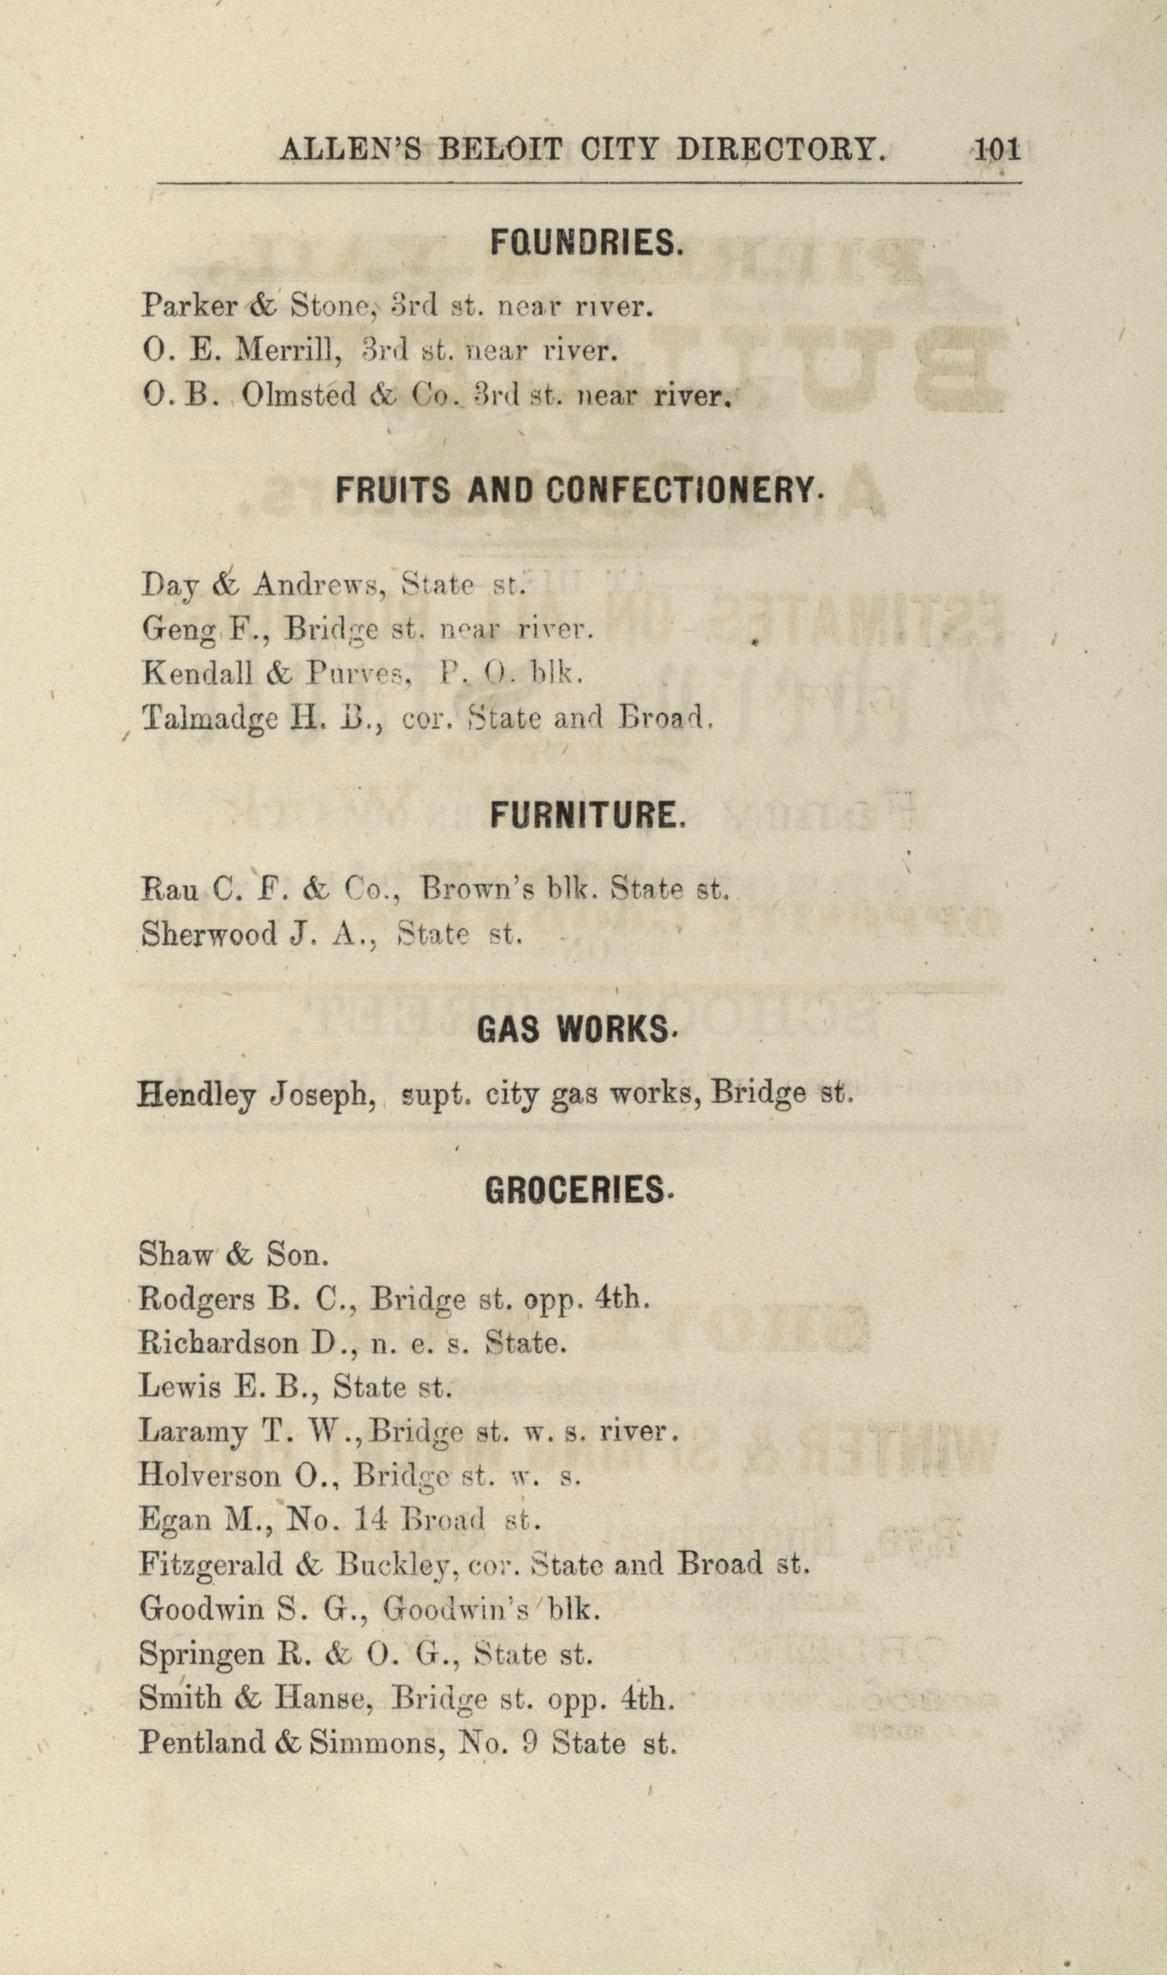 ALLEN'S BELOIT CITY DIRECTORY. 101
FOUNDRIES.
Parker & Stone, 3rd st. near river.
O. E. Merrill, 3rd st. near river.
O. B. Olmsted & Co. 3rd st. near river.
FRUITS AND CONFECTIONERY.
Day & Andrews, State st.
Geng F., Bridge st. near river.
Kendall & Purves, P. O. blk.
Talmadge H. B., cor. State and Broad.
FURNITURE.
Rau C. F. & Co., Brown's blk. State st.
Sherwood J. A., State st.
GAS WORKS.
Hendley Joseph, supt. city gas works, Bridge st.
GROCERIES.
Shaw & Son.
Rodgers B. C., Bridge st. opp. 4th.
Richardson D., n. e. s. State.
Lewis E. B., State st.
Laramy T. W., Bridge st. w. s. river.
Holverson O., Bridge st. w. s.
Egan M., No. 14 Broad st.
Fitzgerald & Buckley, cor. State and Broad st.
Goodwin S. G., Goodwin's blk.
Springen R. & O. G., State st.
Smith & Hanse, Bridge st. opp. 4th.
Pentland & Simmons, No. 9 State st.